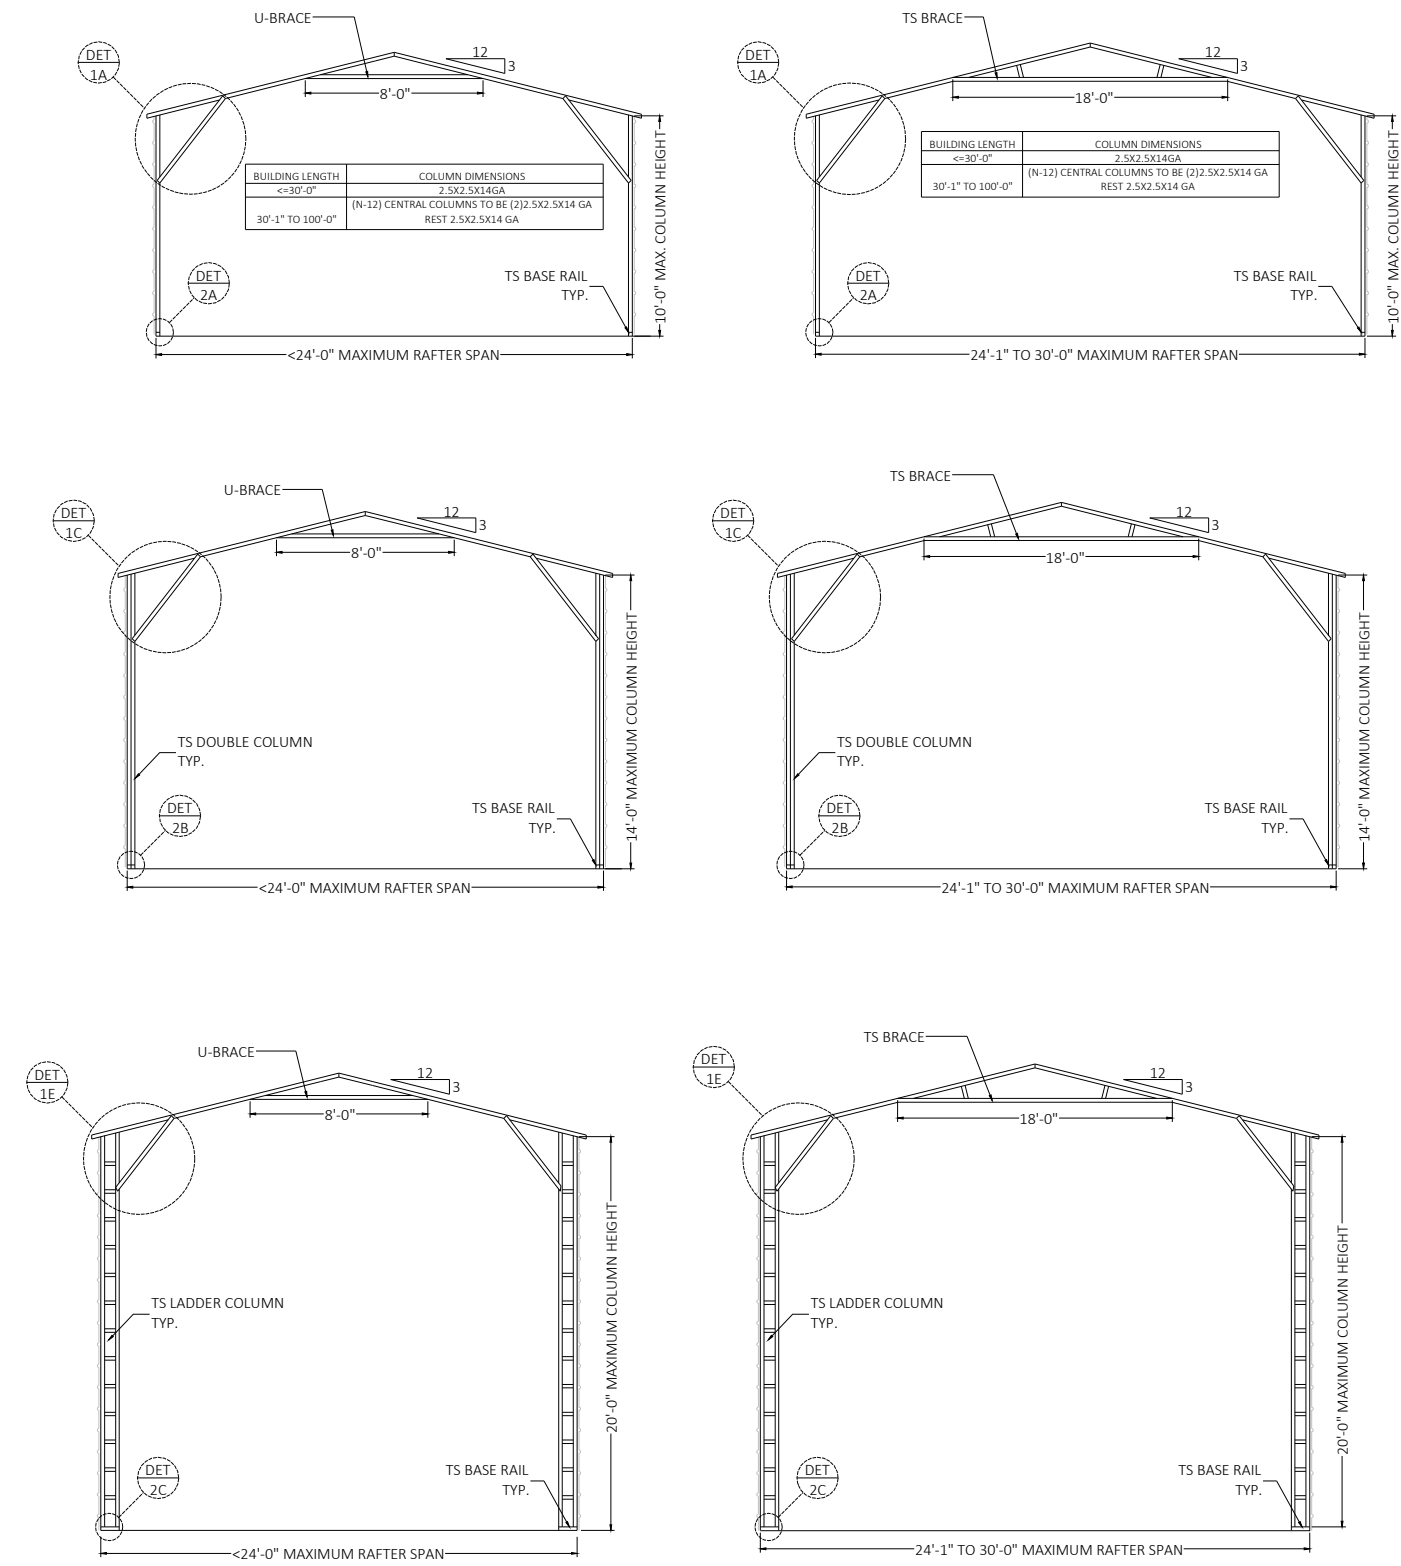 U-BRACE
DET
1A
12
3
8'-0"
BUILDING LENGTH COLUMN DIMENSIONS
<=30'-0" 2.5X2.5X14GA
(N-12) CENTRAL COLUMNS TO BE (2)2.5X2.5X14 GA
30'-1" TO 100'-0" REST 2.5X2.5X14 GA
10'-0" MAX. COLUMN HEIGHT
DET
2A
TS BASE RAIL
TYP.
<24'-0" MAXIMUM RAFTER SPAN
TS BRACE
DET
1A
12
3
18'-0"
BUILDING LENGTH COLUMN DIMENSIONS
<=30'-0" 2.5X2.5X14GA
(N-12) CENTRAL COLUMNS TO BE (2)2.5X2.5X14 GA
30'-1" TO 100'-0" REST 2.5X2.5X14 GA
10'-0" MAX. COLUMN HEIGHT
DET
2A
TS BASE RAIL
TYP.
24'-1" TO 30'-0" MAXIMUM RAFTER SPAN
U-BRACE
DET
1C
12
3
8'-0"
14'-0" MAXIMUM COLUMN HEIGHT
TS DOUBLE COLUMN
TYP.
DET
2B
TS BASE RAIL
TYP.
<24'-0" MAXIMUM RAFTER SPAN
TS BRACE
DET
1C
12
3
18'-0"
14'-0" MAXIMUM COLUMN HEIGHT
TS DOUBLE COLUMN
TYP.
DET
2B
TS BASE RAIL
TYP.
24'-1" TO 30'-0" MAXIMUM RAFTER SPAN
U-BRACE
DET
1E
12
3
8'-0"
20'-0" MAXIMUM COLUMN HEIGHT
TS LADDER COLUMN
TYP.
DET
2C
TS BASE RAIL
TYP.
<24'-0" MAXIMUM RAFTER SPAN
TS BRACE
DET
1E
12
3
18'-0"
20'-0" MAXIMUM COLUMN HEIGHT
TS LADDER COLUMN
TYP.
DET
2C
TS BASE RAIL
TYP.
24'-1" TO 30'-0" MAXIMUM RAFTER SPAN